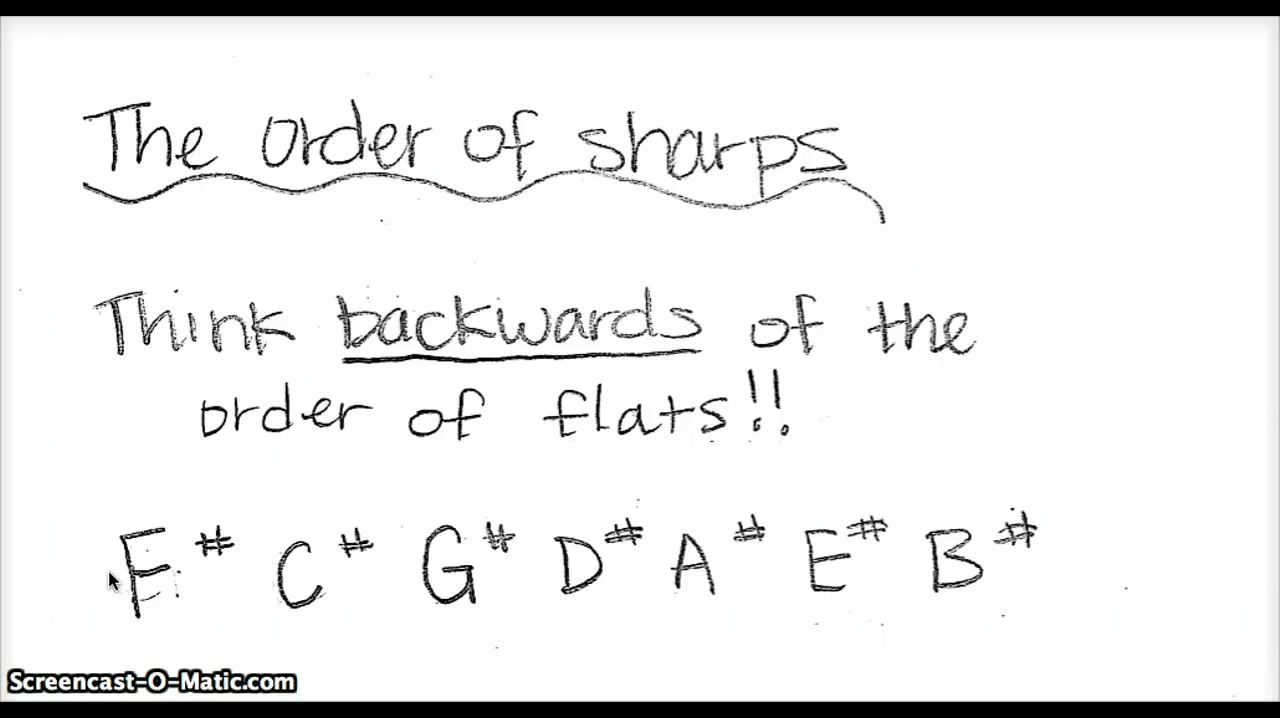 The order of sharps
Think backwards of the
order of flats!!
F# C# G# D# A# E# B#
Screencast-O-Matic.com